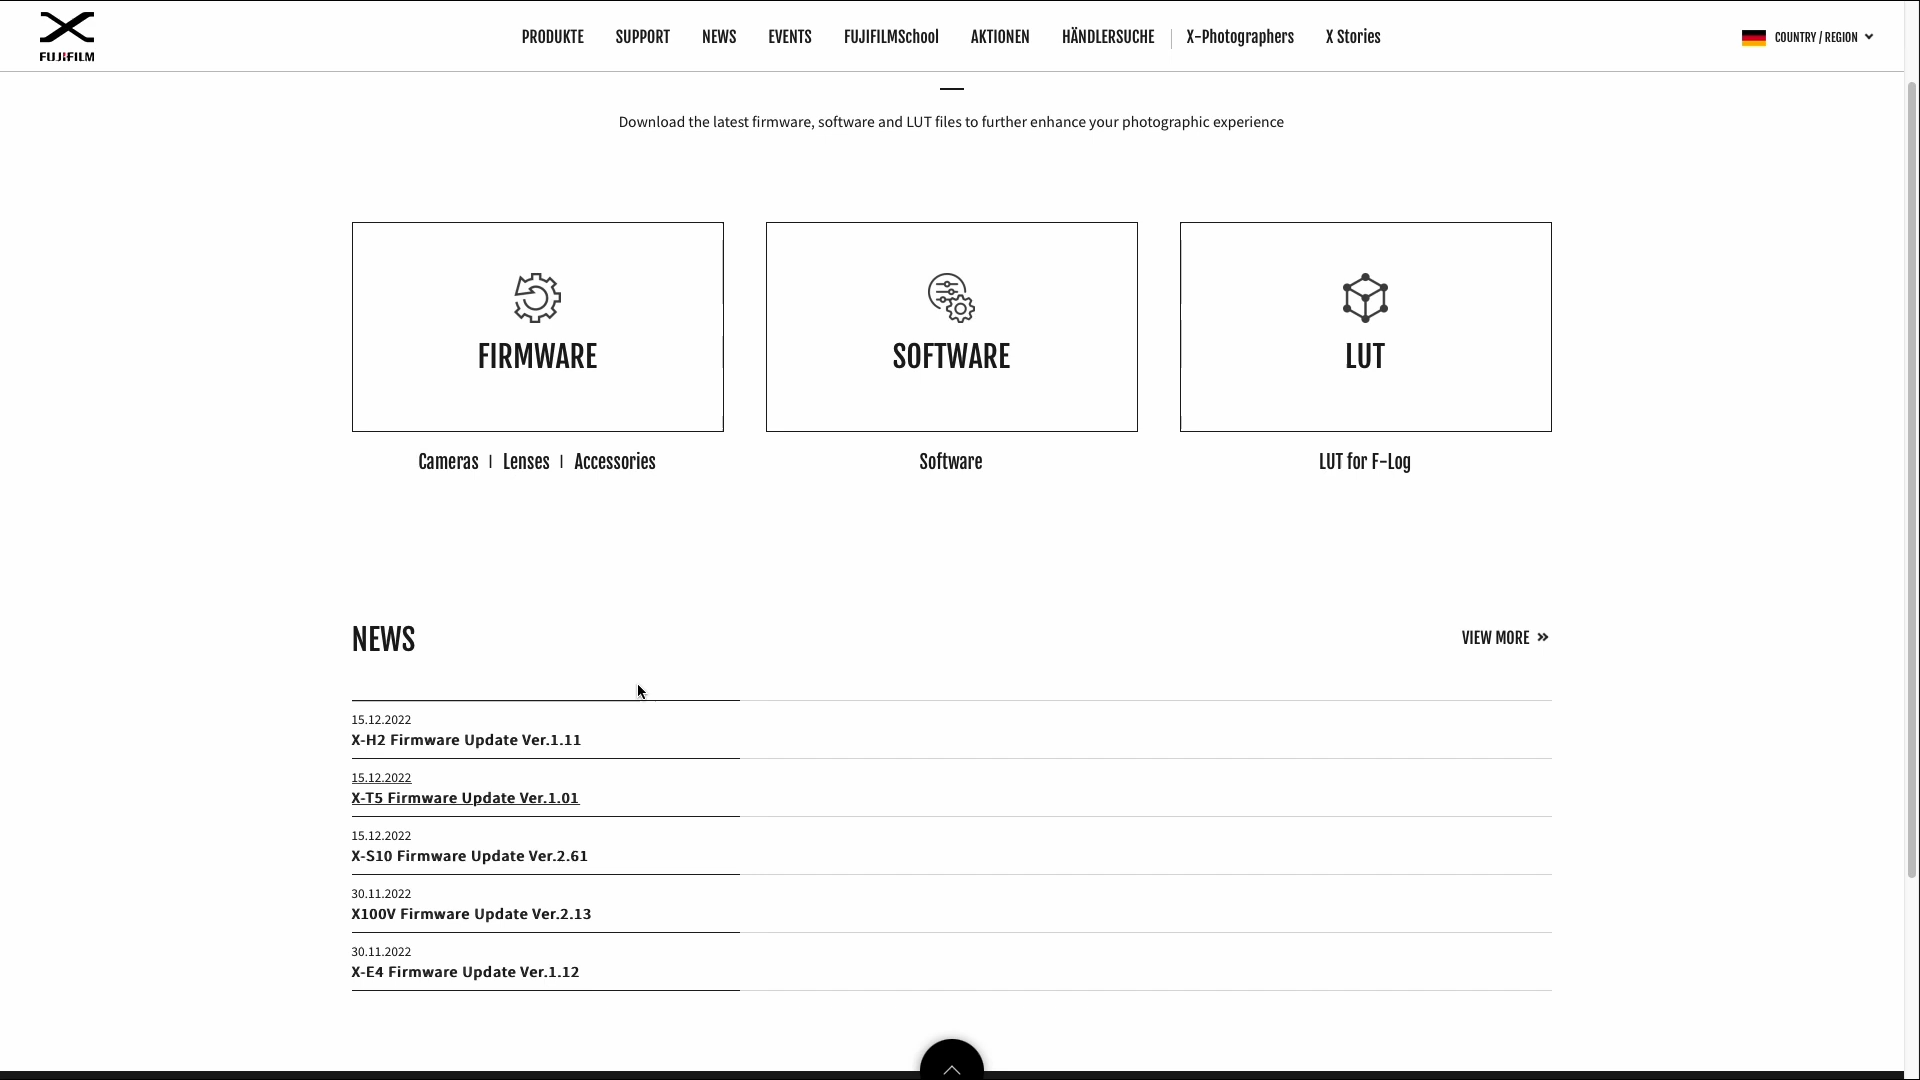 FUJIFILM
PRODUKTE SUPPORT NEWS EVENTS FUJIFILMSchool AKTIONEN HÄNDLERSUCHE X-Photographers X Stories
COUNTRY / REGION
Download the latest firmware, software and LUT files to further enhance your photographic experience
FIRMWARE
SOFTWARE
LUT
Cameras | Lenses | Accessories
Software
LUT for F-Log
NEWS
VIEW MORE »
15.12.2022
X-H2 Firmware Update Ver.1.11
15.12.2022
X-T5 Firmware Update Ver.1.01
15.12.2022
X-S10 Firmware Update Ver.2.61
30.11.2022
X100V Firmware Update Ver.2.13
30.11.2022
X-E4 Firmware Update Ver.1.12